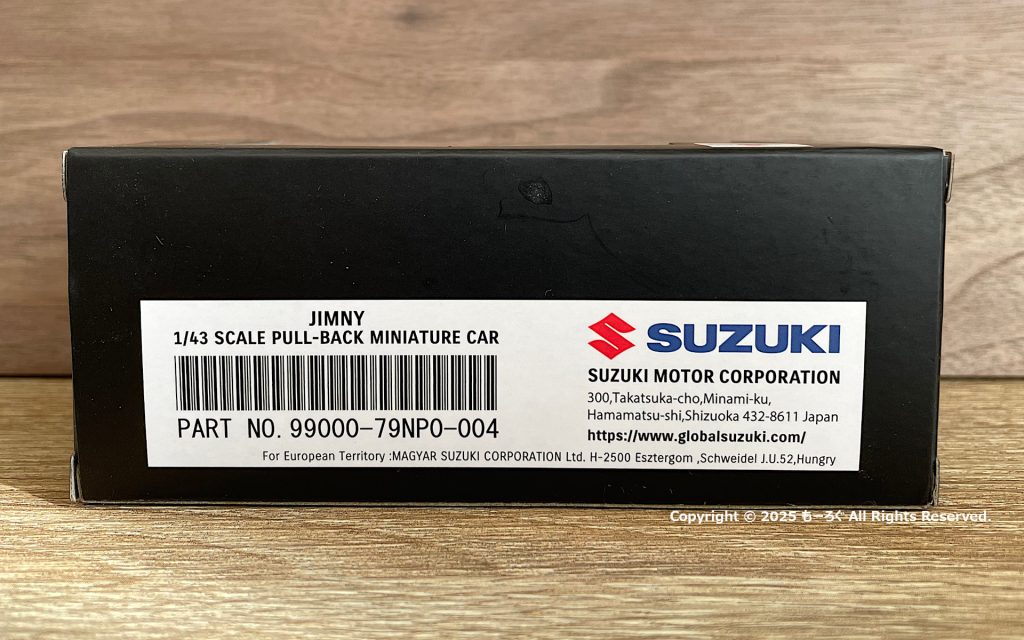 JIMNY
1/43 SCALE PULL-BACK MINIATURE CAR
PART NO. 99000-79NP0-004
SUZUKI
SUZUKI MOTOR CORPORATION
300,Takatsuka-cho,Minami-ku,
Hamamatsu-shi,Shizuoka 432-8611 Japan
https://www.globalsuzuki.com/
For European Territory :MAGYAR SUZUKI CORPORATION Ltd. H-2500 Esztergom ,Schweidel J.U.52,Hungry
Copyright © 2025 も〜ろぐ All Rights Reserved.